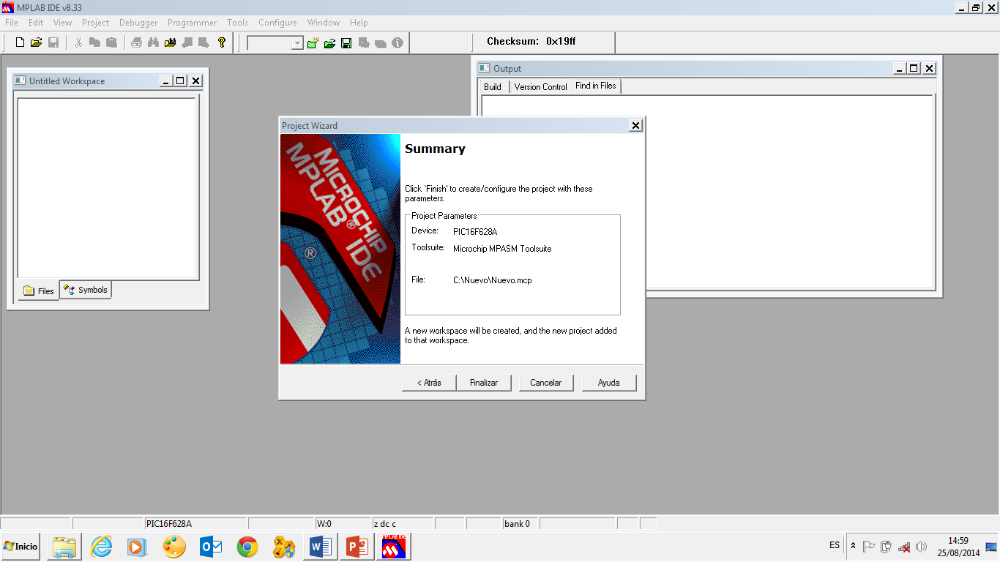 MPLAB IDE v8.33
File Edit View Project Debugger Programmer Tools Configure Window Help
Checksum: 0x19ff
Untitled Workspace
Files
Symbols
Output
Build
Version Control
Find in Files
Project Wizard
MICROCHIP
MPLAB® IDE
®
Summary
Click `Finish' to create/configure the project with these
parameters.
Project Parameters
Device: PIC16F628A
Toolsuite: Microchip MPASM Toolsuite
File: C:\Nuevo\Nuevo.mcp
A new workspace will be created, and the new project added
to that workspace.
< Atrás
Finalizar
Cancelar
Ayuda
PIC16F628A
W:0
z dc c
bank 0
Inicio
MPLAB IDE
ES
14:59
25/08/2014